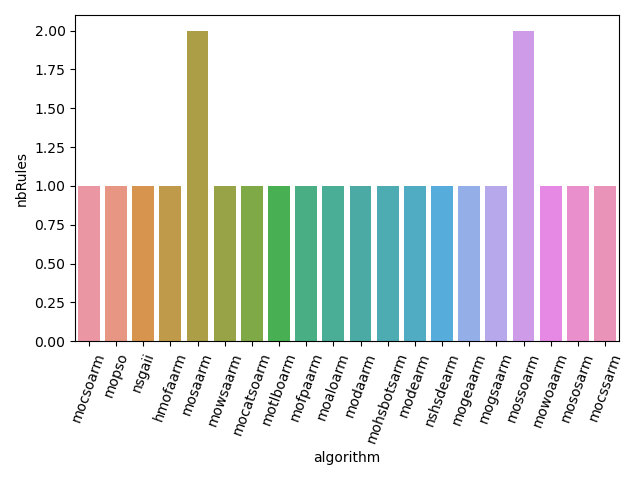 2.00
1.75
1.50
1.25
1.00
0.75
0.50
0.25
0.00
nbRules
mocsoarm
mopso
nsgaii
hmofaarm
mosaarm
mowsaarm
mocatsoarm
motlboarm
mofpaarm
moaloarm
modaarm
mohsbotsarm
modearm
nshsdearm
mogeaarm
mogsaarm
mossoarm
mowoaarm
mososarm
mocssarm
algorithm